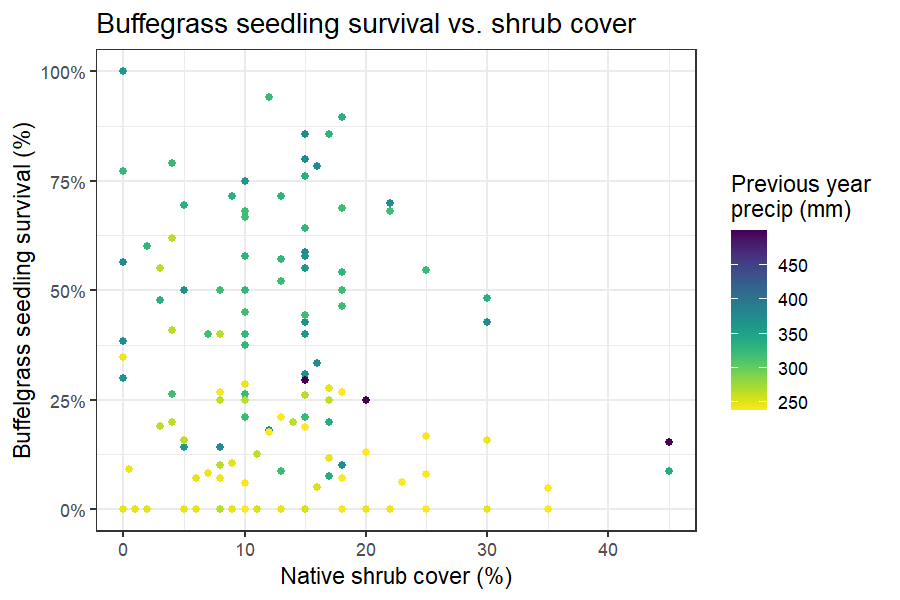 Buffegrass seedling survival vs. shrub cover
Buffelgrass seedling survival (%)
100%
75%
50%
25%
0%
0 10 20 30 40
Native shrub cover (%)
Previous year
precip (mm)
450
400
350
300
250